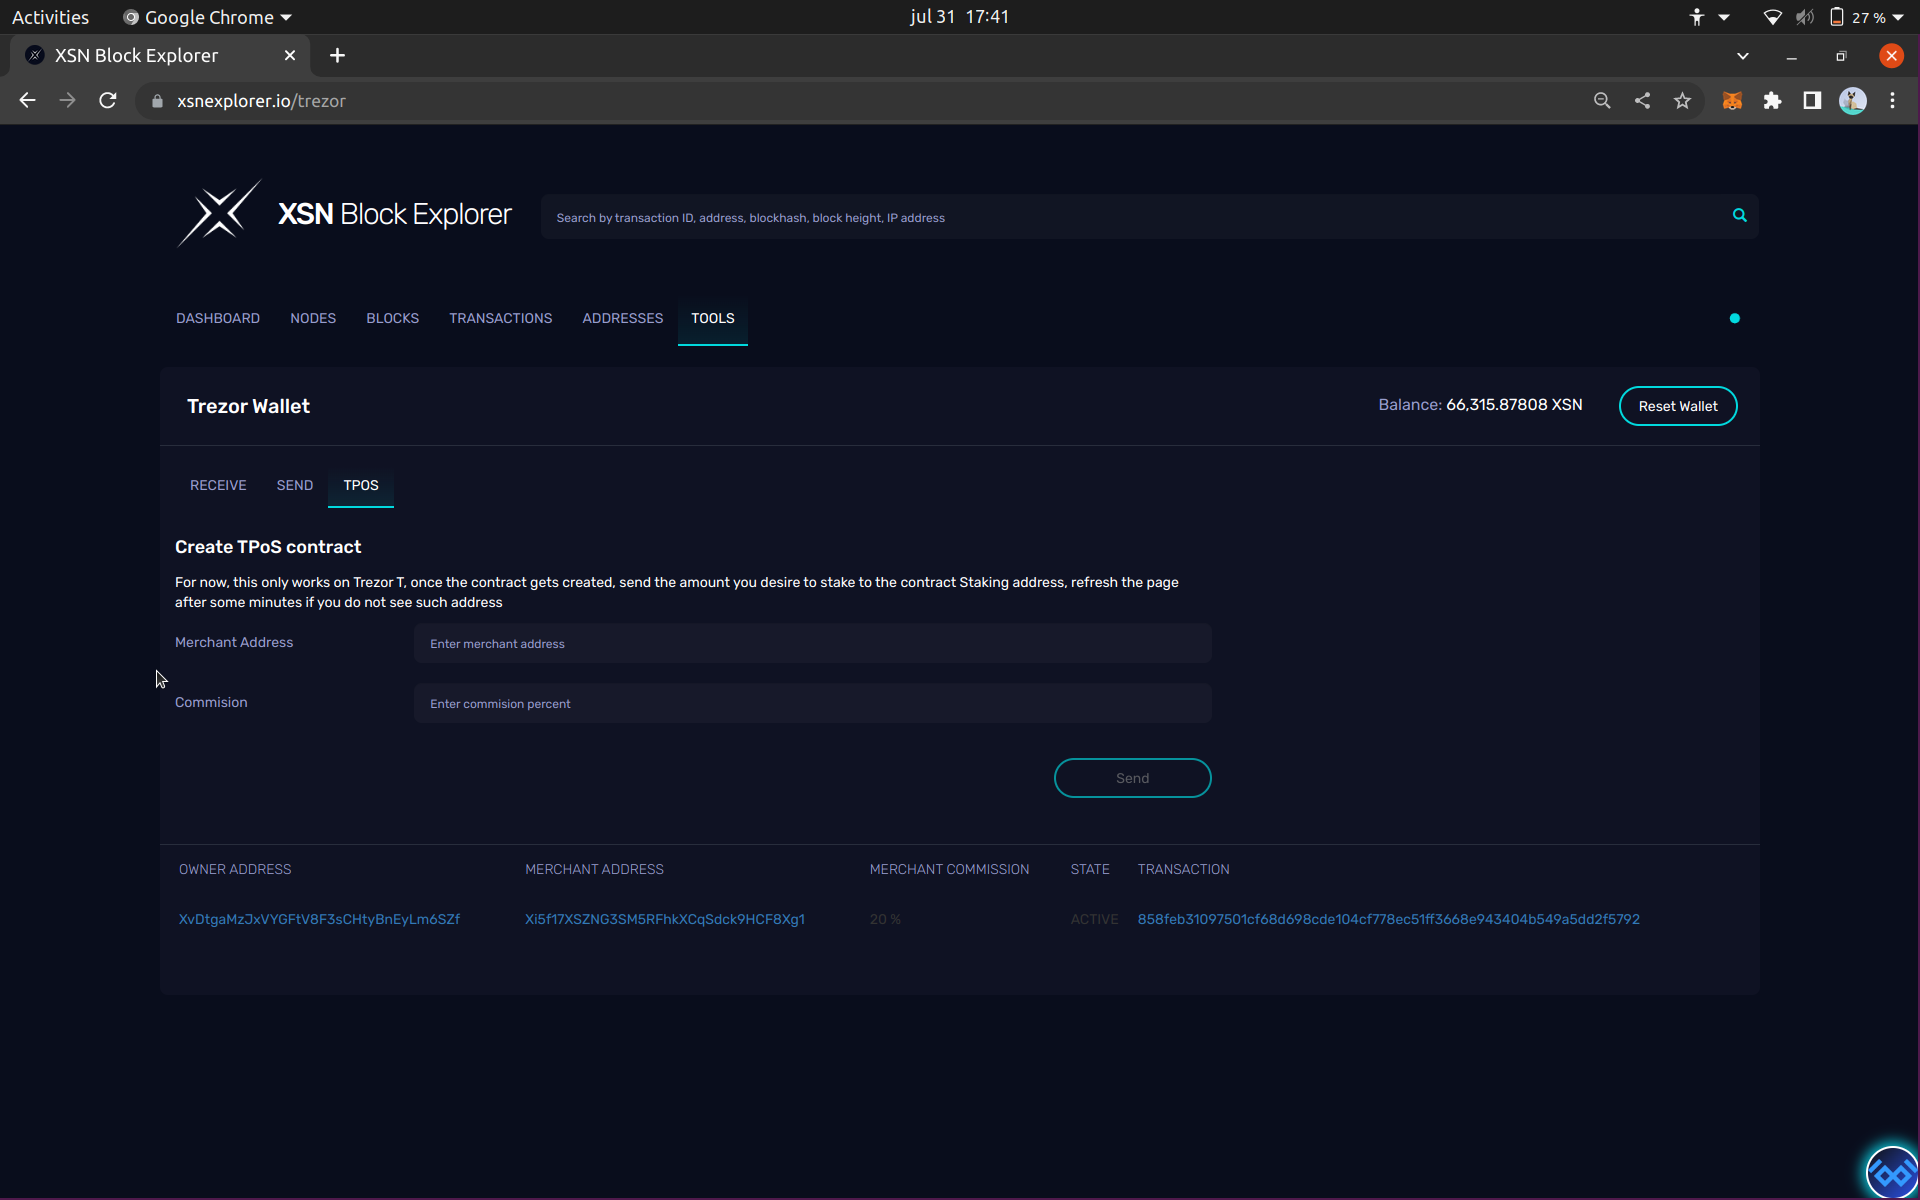 Activities
Google Chrome
jul 31 17:41
27 %
XSN Block Explorer
xsnexplorer.io/trezor
XSN Block Explorer
Search by transaction ID, address, blockhash, block height, IP address
DASHBOARD NODES BLOCKS TRANSACTIONS ADDRESSES TOOLS
Trezor Wallet
Balance: 66,315.87808 XSN
Reset Wallet
RECEIVE SEND TPOS
Create TPoS contract
For now, this only works on Trezor T, once the contract gets created, send the amount you desire to stake to the contract Staking address, refresh the page
after some minutes if you do not see such address
Merchant Address
Enter merchant address
Commision
Enter commision percent
Send
OWNER ADDRESS MERCHANT ADDRESS MERCHANT COMMISSION STATE TRANSACTION
XvDtgaMzJxVYGFtV8F3sCHtyBnEyLm6SZf Xi5f17XSZNG3SM5RFhkXCqSdck9HCF8Xg1 20 % ACTIVE 858feb31097501cf68d698cde104cf778ec51ff3668e943404b549a5dd2f5792